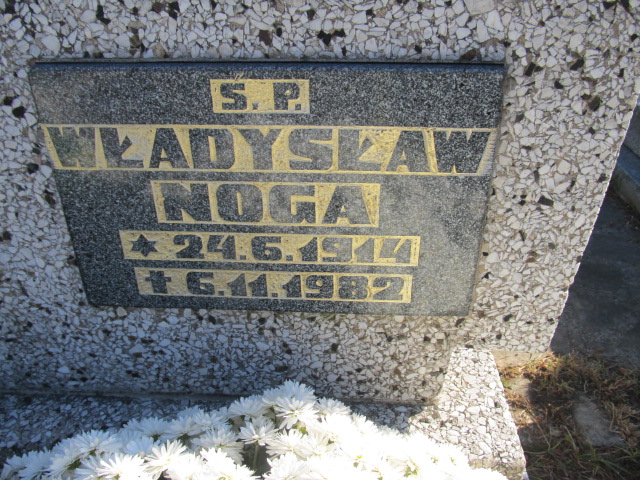 Ś. P.
WŁADYSŁAW
NOGA
★ 24.6.1914
✝ 6.11.1982